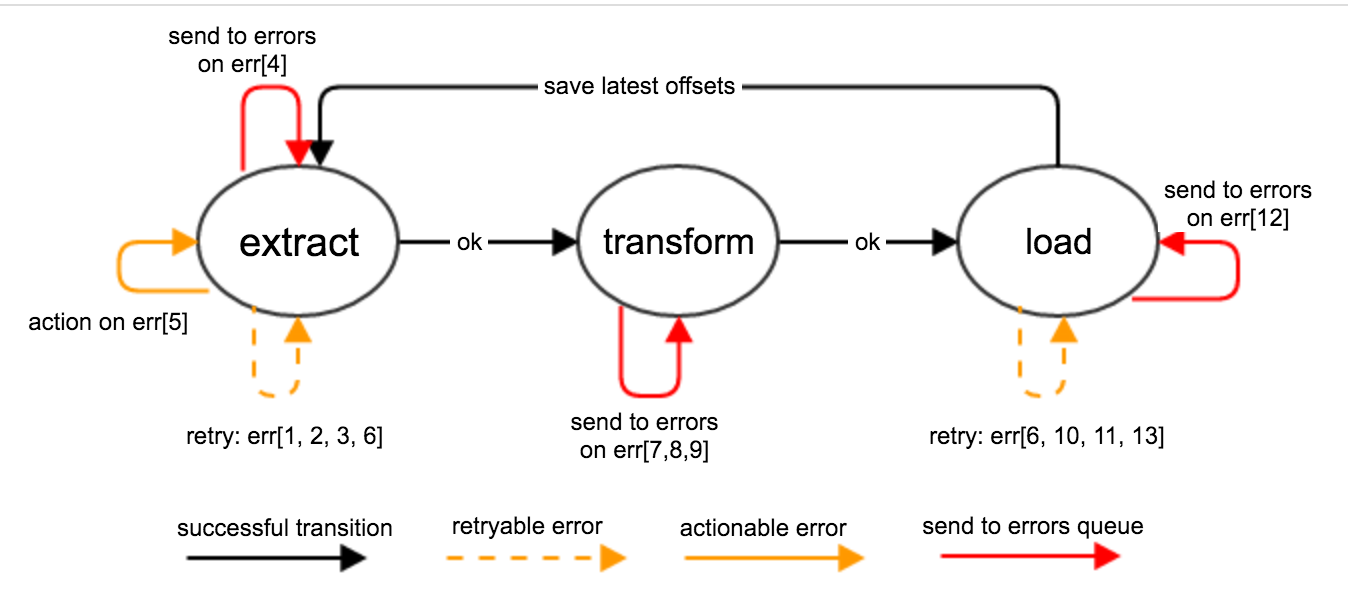 send to errors
on err[4]
save latest offsets
send to errors
on err[12]
extract
ok
transform
ok
load
action on err[5]
retry: err[1, 2, 3, 6]
send to errors
on err[7,8,9]
retry: err[6, 10, 11, 13]
successful transition
retryable error
actionable error
send to errors queue